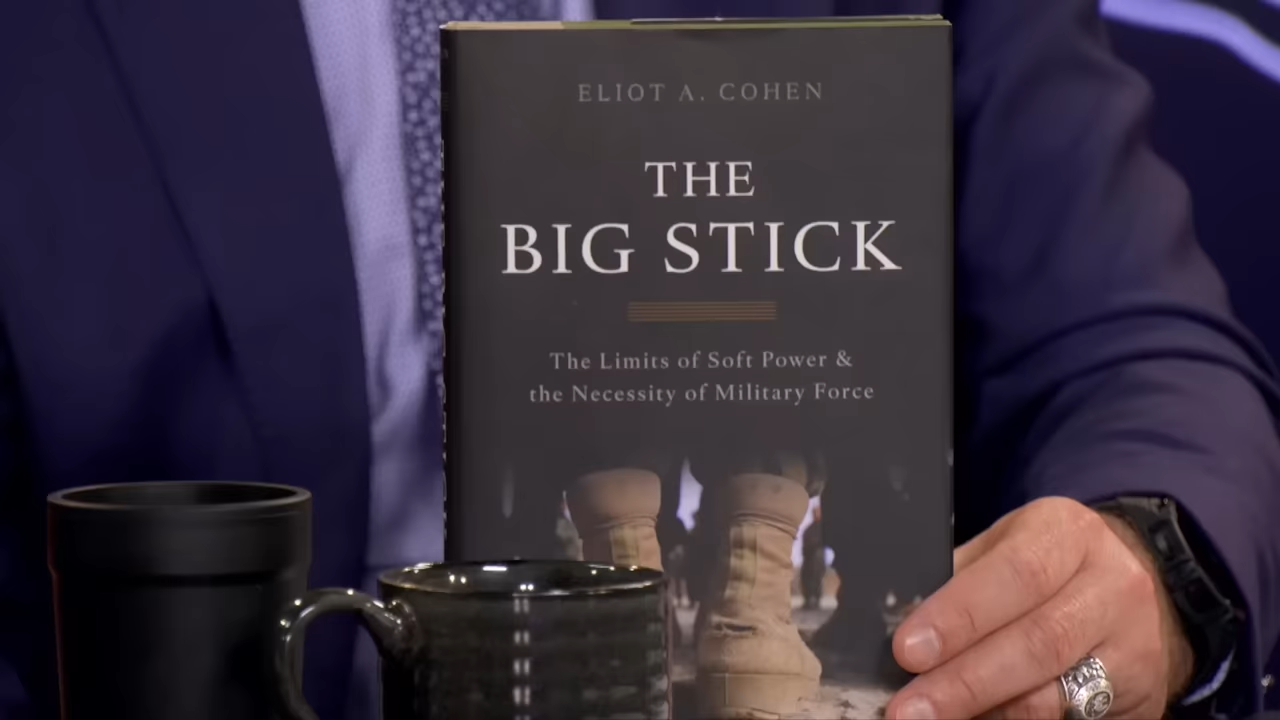 ELIOT A. COHEN
THE
BIG STICK
The Limits of Soft Power &
the Necessity of Military Force